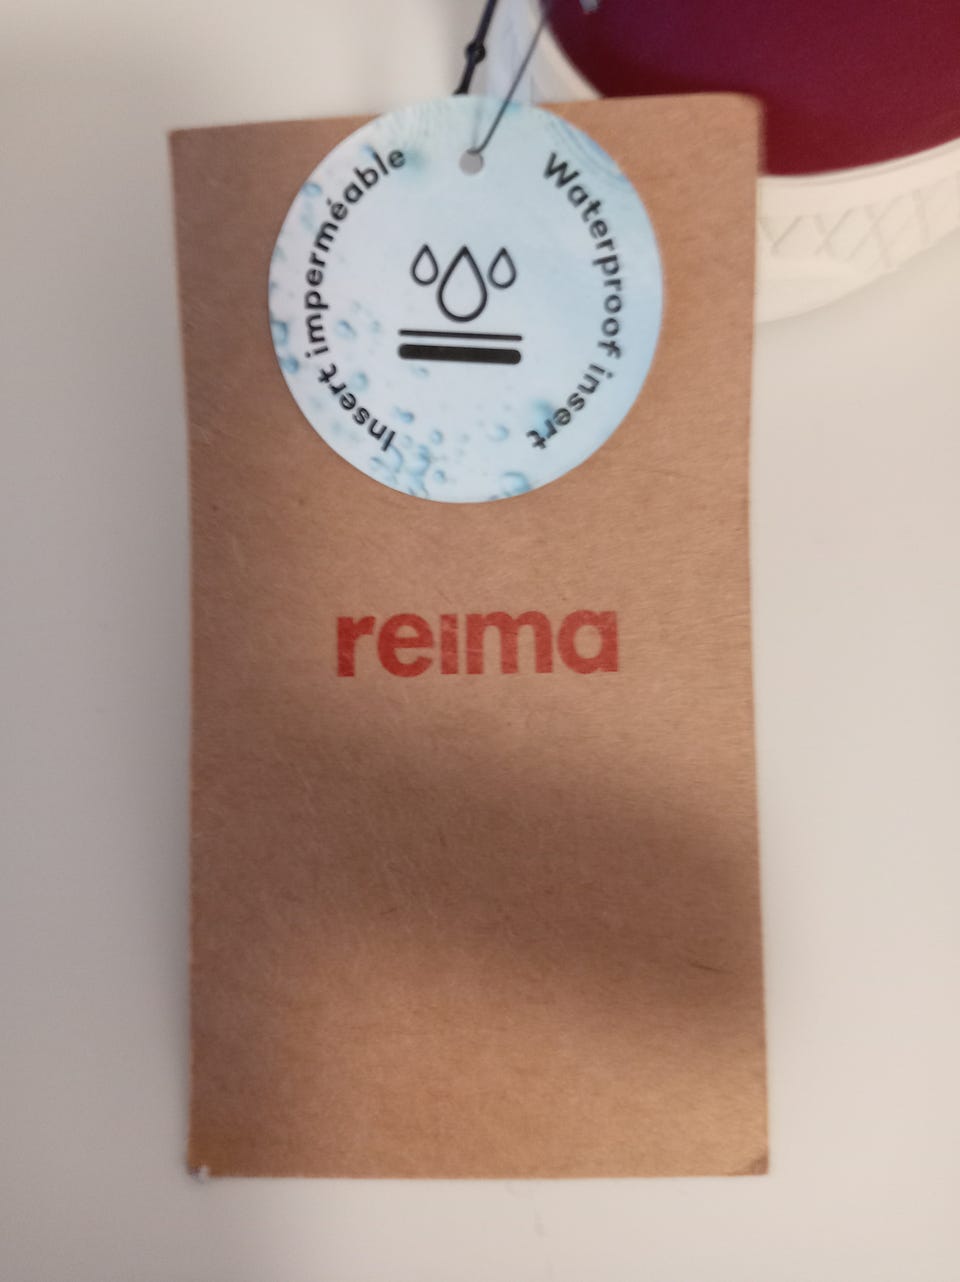 Insert imperméable
Waterproof insert
reima